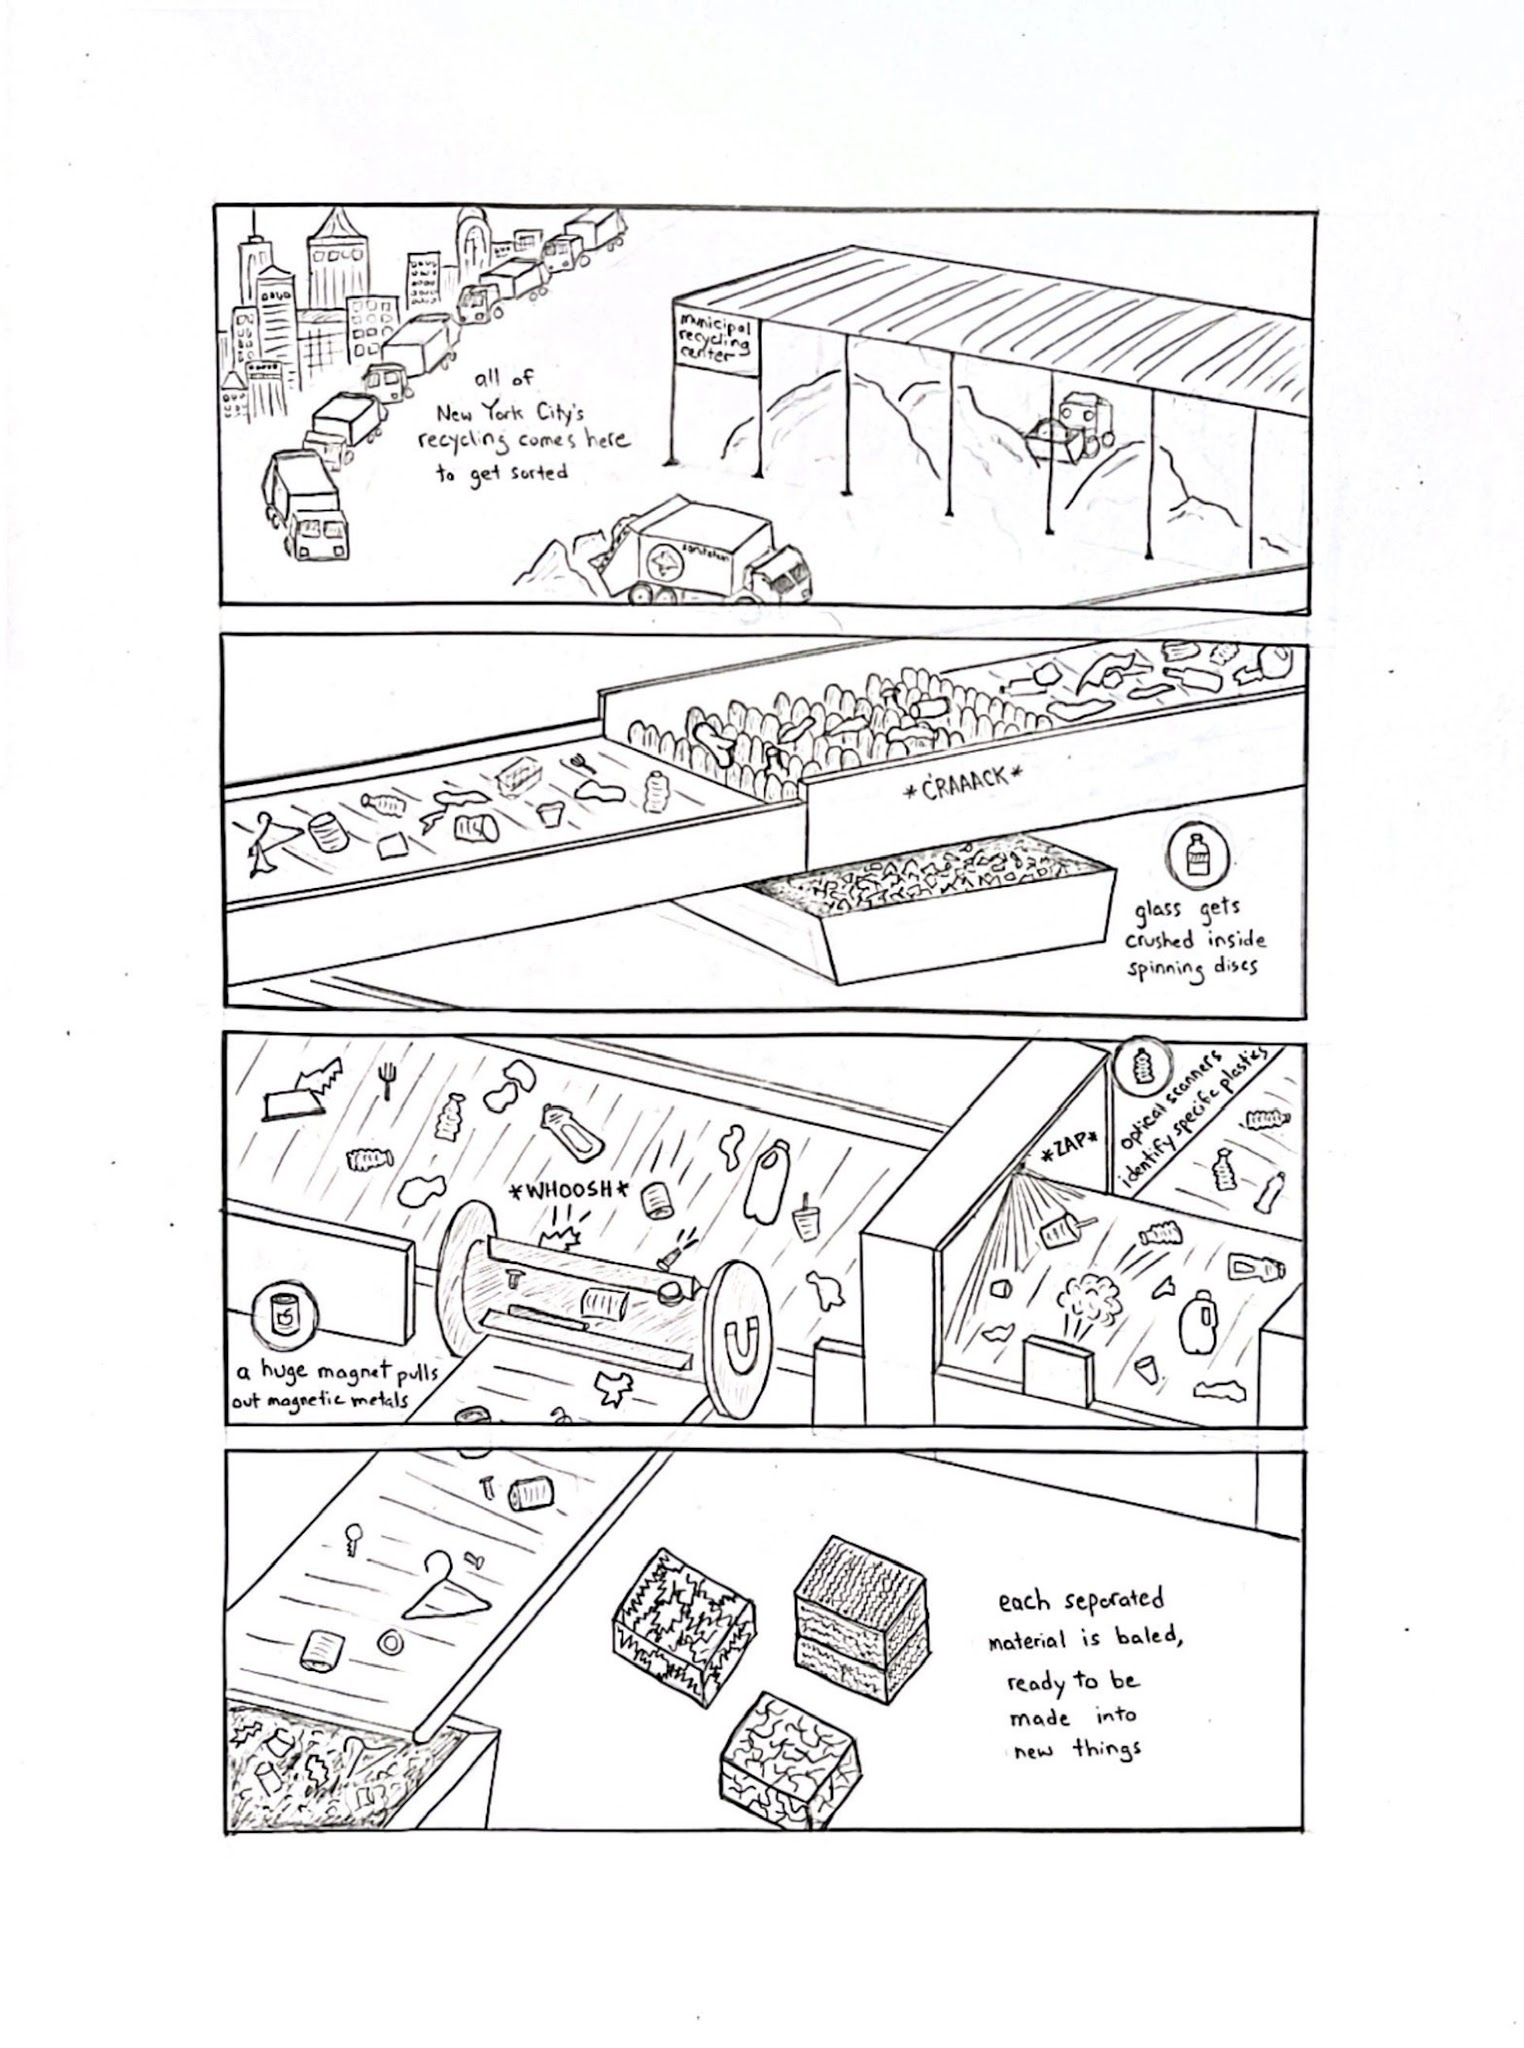 municipal
recycling
center
all of
New York City's
recycling comes here
to get sorted
sanitation
*CRAAACK*
glass gets
crushed inside
spinning discs
*WHOOSH*
a huge magnet pulls
out magnetic metals
*ZAP*
optical scanners
identify specific plastics
each separated
material is baled,
ready to be
made into
new things